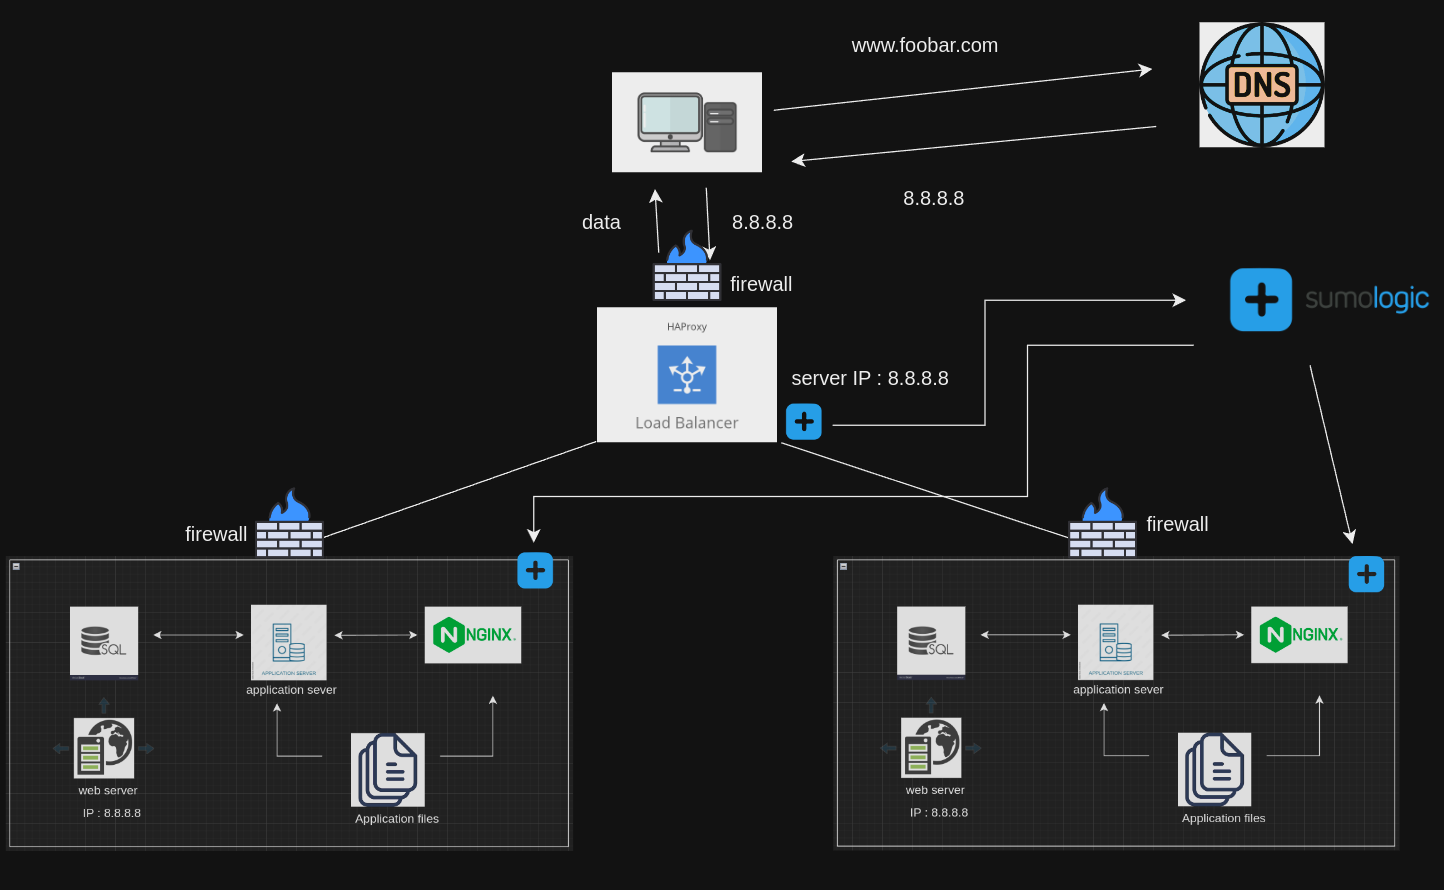 www.foobar.com
DNS
8.8.8.8
data
8.8.8.8
firewall
HAProxy
Load Balancer
server IP : 8.8.8.8
sumologic
firewall
firewall
SQL
APPLICATION SERVER
NGINX
application sever
web server
IP : 8.8.8.8
Application files
SQL
APPLICATION SERVER
NGINX
application sever
web server
IP : 8.8.8.8
Application files